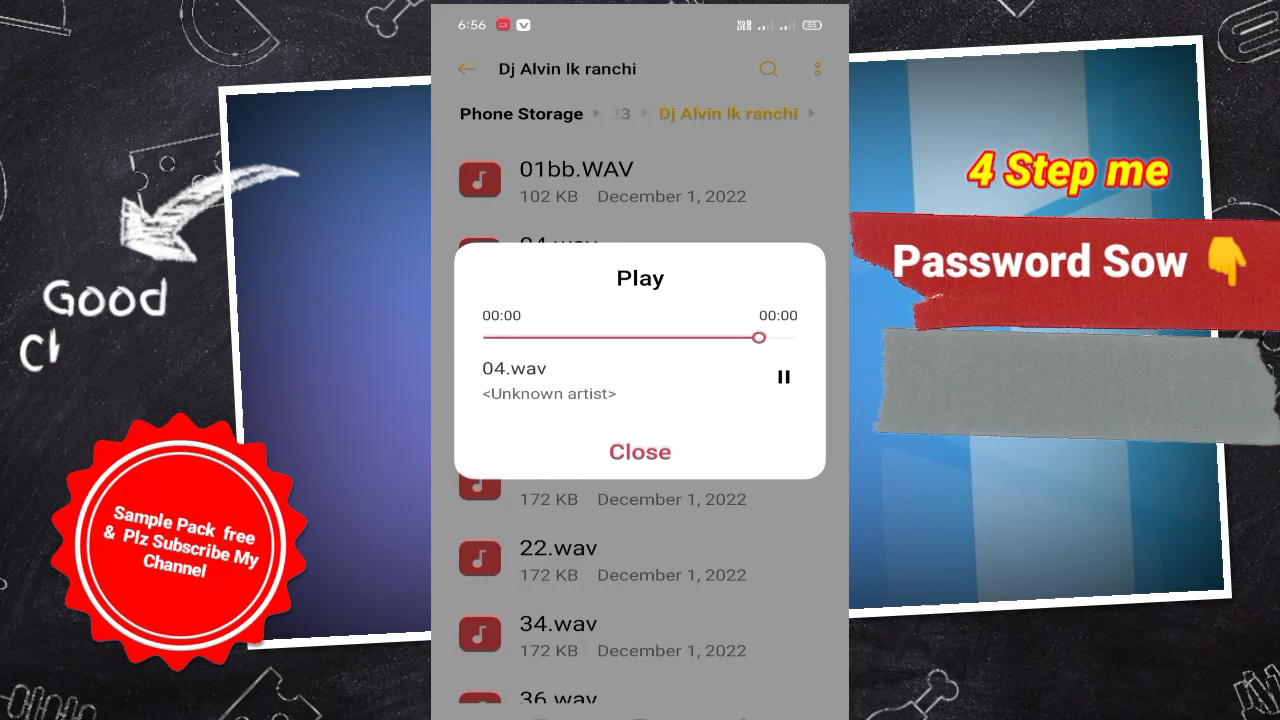 6:56
Dj Alvin lk ranchi
Phone Storage 23 Dj Alvin lk ranchi
01bb.WAV
102 KB December 1, 2022
04.wav
Play
00:00 00:00
04.wav
<Unknown artist>
Close
172 KB December 1, 2022
22.wav
172 KB December 1, 2022
34.wav
172 KB December 1, 2022
36.wav
Good
Sample Pack free
& Plz Subscribe My
Channel
4 Step me
Password Sow 👇